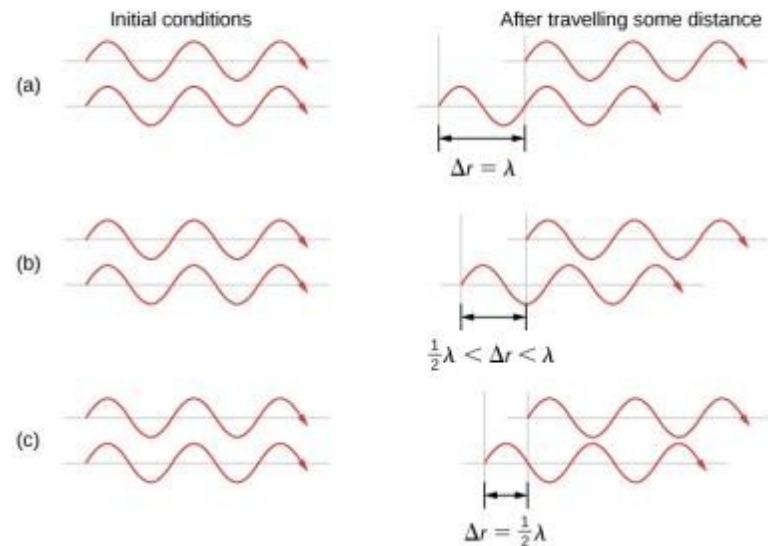 Initial conditions
After travelling some distance
(a)
Δr = λ
(b)
½λ < Δr < λ
(c)
Δr = ½λ